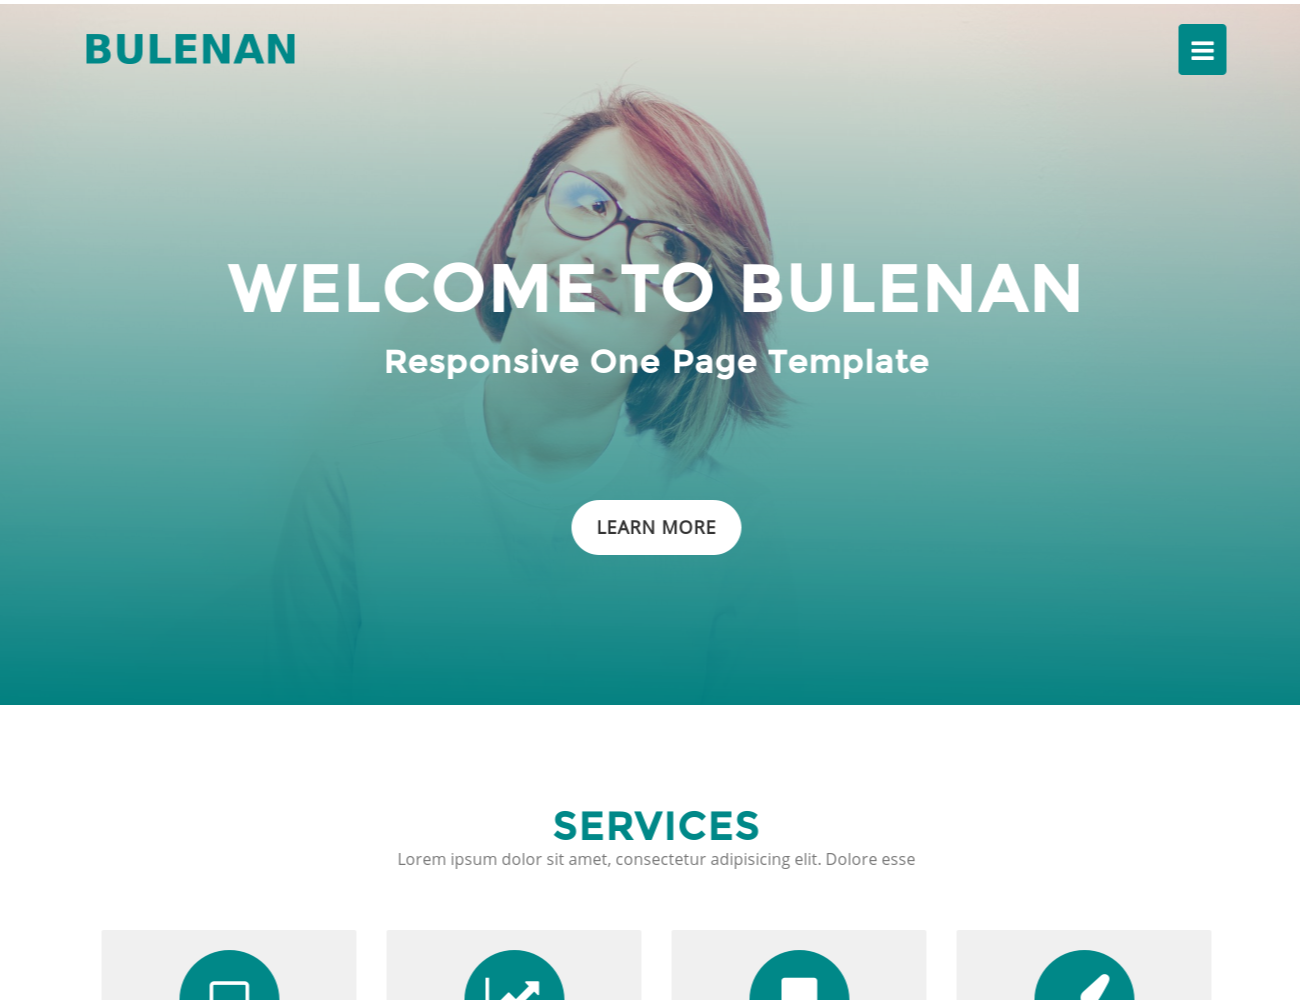 BULENAN
WELCOME TO BULENAN
Responsive One Page Template
LEARN MORE
SERVICES
Lorem ipsum dolor sit amet, consectetur adipisicing elit. Dolore esse